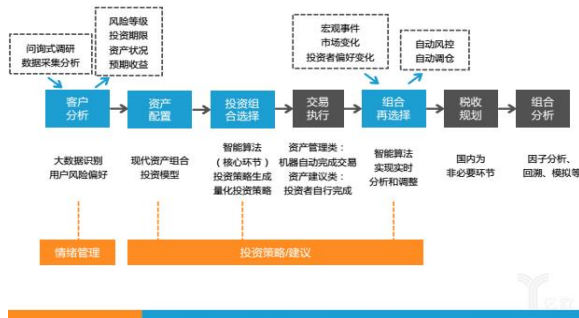 问询式调研
数据采集分析
风险等级
投资期限
资产状况
预期收益
宏观事件
市场变化
投资者偏好变化
自动风控
自动调仓
客户
分析
资产
配置
投资组
合选择
交易
执行
组合
再选择
税收
规划
组合
分析
大数据识别
用户风险偏好
现代资产组合
投资模型
智能算法
（核心环节）
投资策略生成
量化投资策略
资产管理类：
机器自动完成交易
资产建议类：
投资者自行完成
智能算法
实现实时
分析和调整
国内为
非必要环节
因子分析、
回溯、模拟等
情绪管理
投资策略/建议